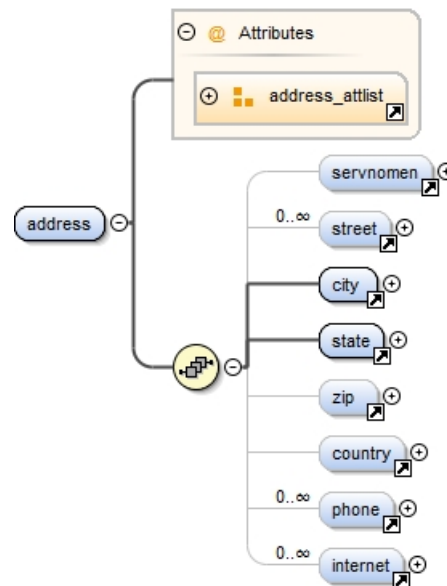 @ Attributes
address_attlist
servnomen
0..∞
street
address
city
state
zip
country
0..∞
phone
0..∞
internet